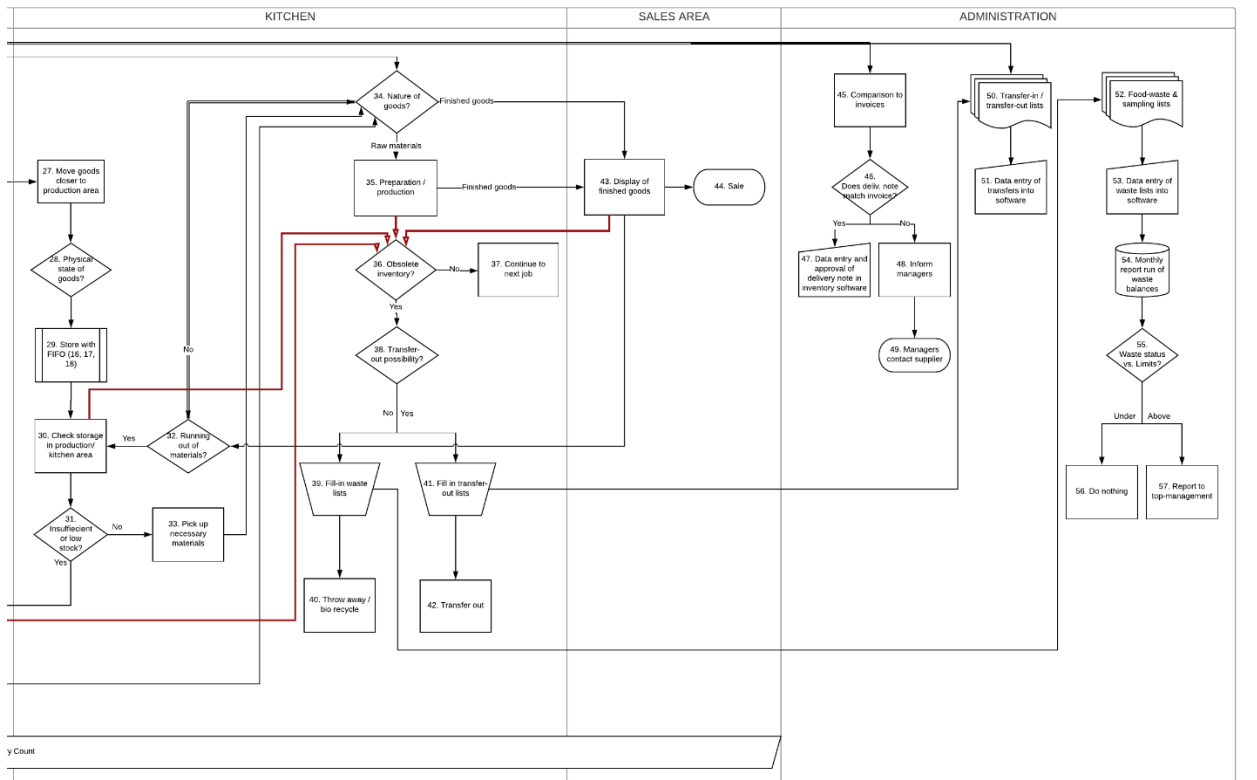 KITCHEN
SALES AREA
ADMINISTRATION
34. Nature of
goods?
Finished goods
Raw materials
27. Move goods
closer to
production area
28. Physical
state of
goods?
29. Store with
FIFO (16, 17,
18)
30. Check storage
in production/
kitchen area
31.
Insuffiecient
or low
stock?
Yes
No
32. Running
out of
materials?
Yes
No
33. Pick up
necessary
materials
35. Preparation /
production
Finished goods
36. Obsolete
inventory?
No
Yes
37. Continue to
next job
38. Transfer-
out possibility?
No
Yes
39. Fill-in waste
lists
40. Throw away /
bio recycle
41. Fill in transfer-
out lists
42. Transfer out
43. Display of
finished goods
44. Sale
45. Comparison to
invoices
46.
Does deliv. note
match invoice?
Yes
No
47. Data entry and
approval of
delivery note in
inventory software
48. Inform
managers
49. Managers
contact supplier
50. Transfer-in /
transfer-out lists
51. Data entry of
transfers into
software
52. Food-waste &
sampling lists
53. Data entry of
waste lists into
software
54. Monthly
report run of
waste
balances
55.
Waste status
vs. Limits?
Under
Above
56. Do nothing
57. Report to
top-management
y Count